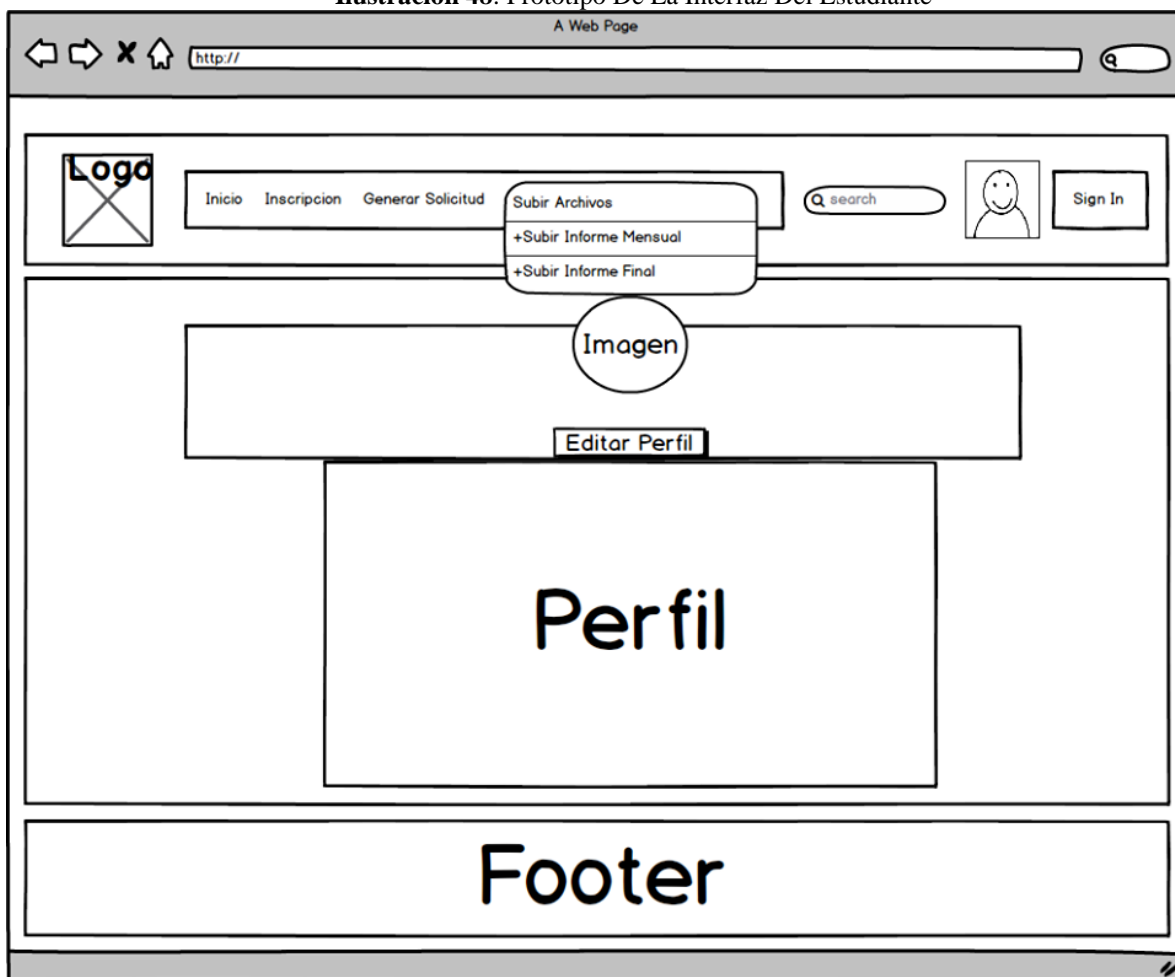 Ilustración 48. Prototipo De La Interfaz Del Estudiante
A Web Page
http://
Logo
Inicio Inscripcion Generar Solicitud
Subir Archivos
+Subir Informe Mensual
+Subir Informe Final
search
Sign In
Imagen
Editar Perfil
Perfil
Footer